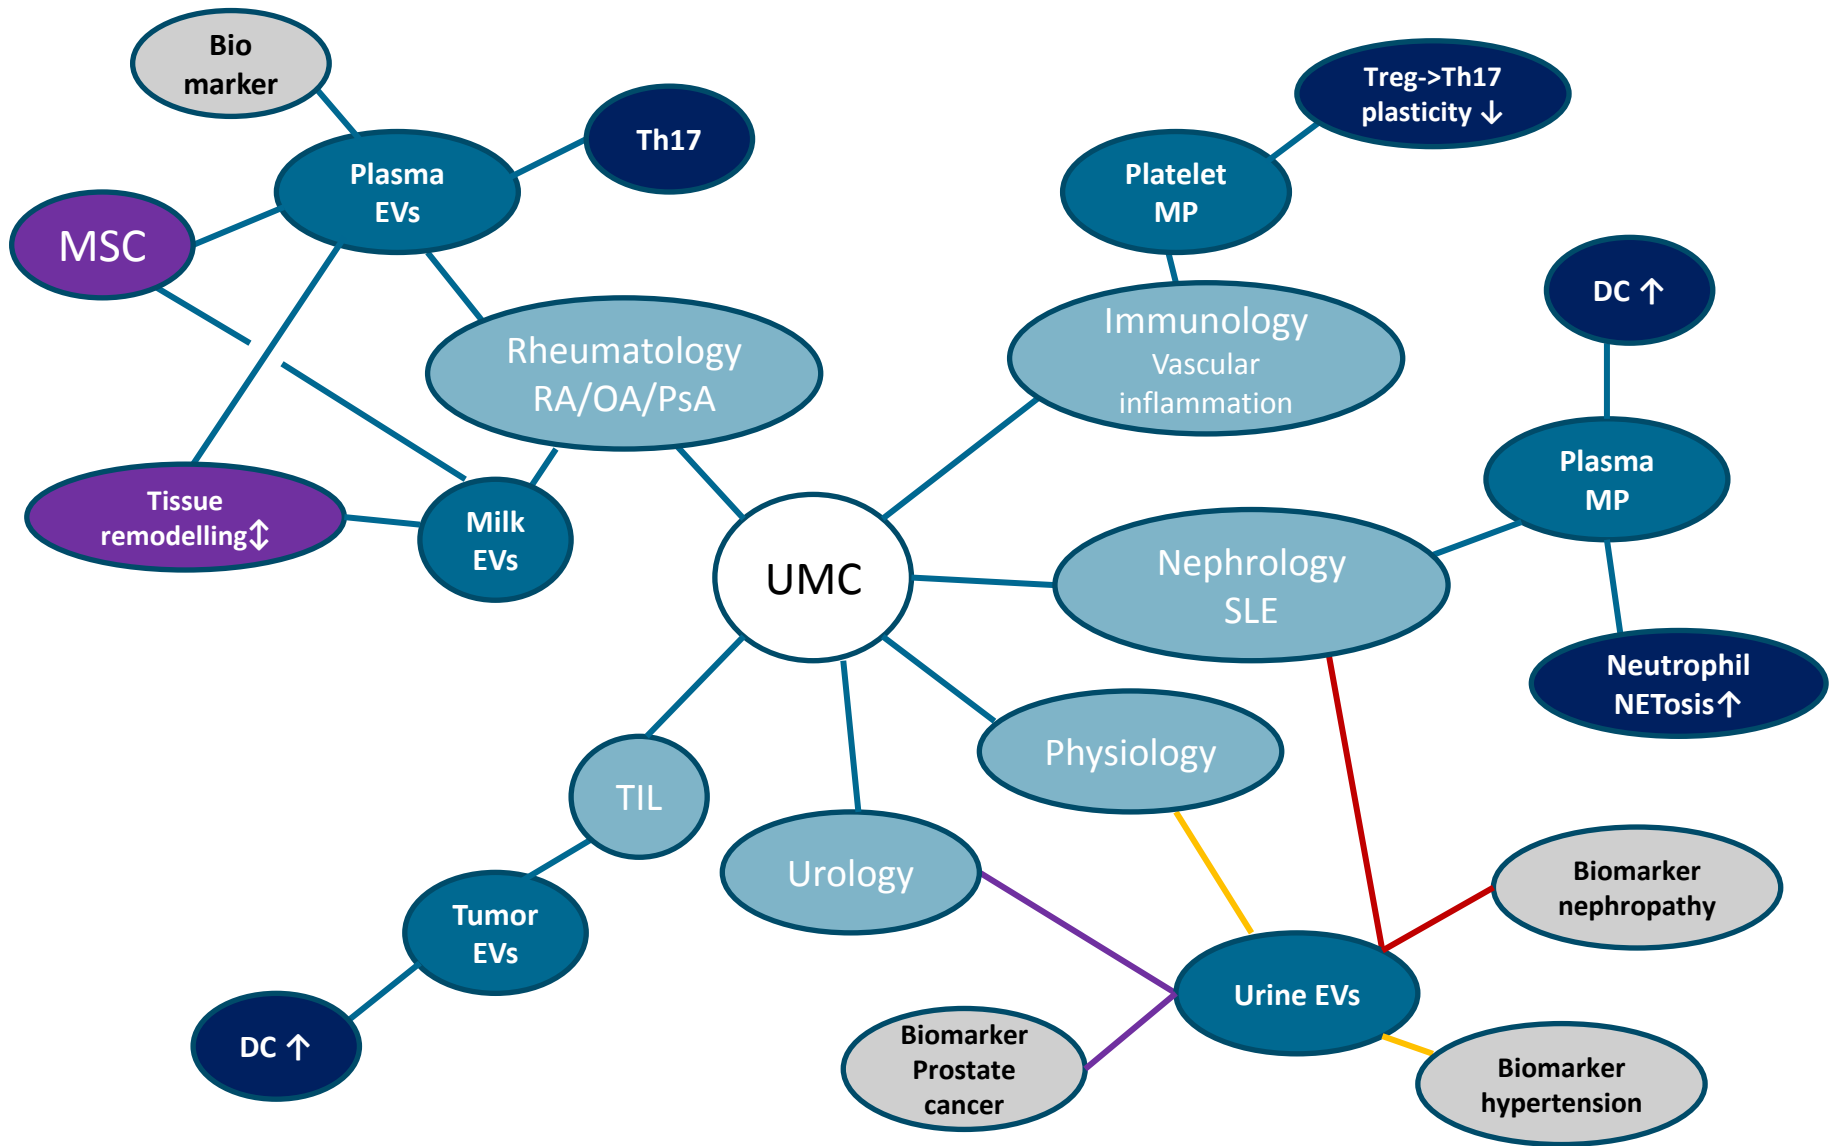 Bio
marker
Plasma
EVs
Th17
MSC
Rheumatology
RA/OA/PsA
Tissue
remodelling↕
Milk
EVs
Treg->Th17
plasticity ↓
Platelet
MP
Immunology
Vascular
inflammation
DC ↑
Plasma
MP
UMC
Nephrology
SLE
Neutrophil
NETosis↑
Physiology
TIL
Urology
Tumor
EVs
DC ↑
Biomarker
nephropathy
Urine EVs
Biomarker
Prostate
cancer
Biomarker
hypertension